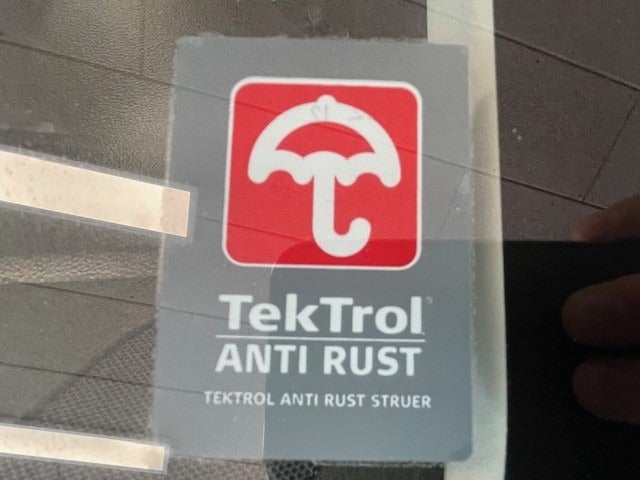 TekTrol
ANTI RUST
TEKTROL ANTI RUST STRUER